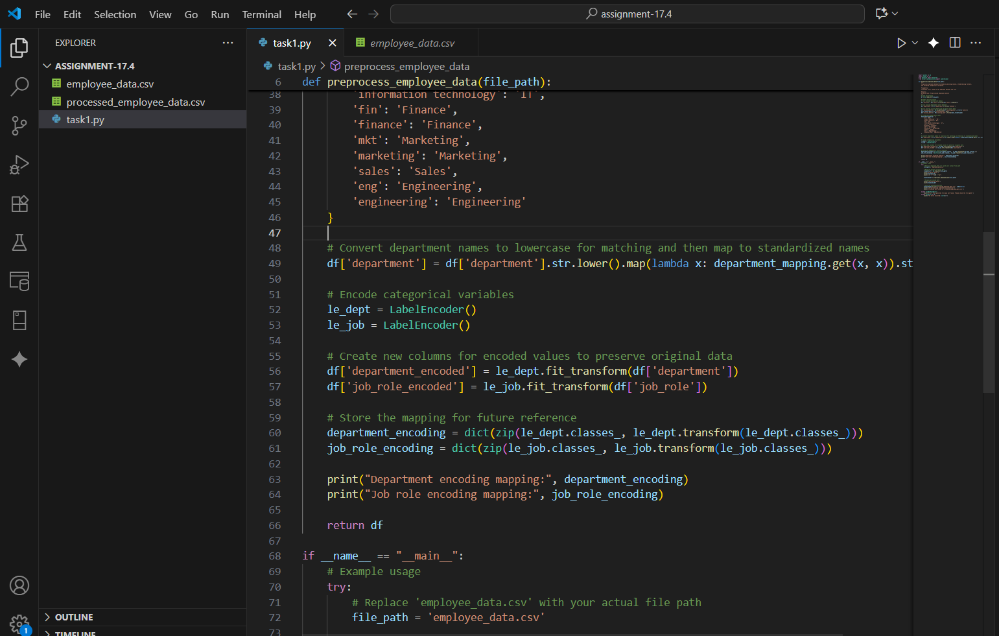 File Edit Selection View Go Run Terminal Help
assignment-17.4
EXPLORER
ASSIGNMENT-17.4
employee_data.csv
processed_employee_data.csv
task1.py
OUTLINE
TIMELINE
1
task1.py employee_data.csv
task1.py > preprocess_employee_data
6 def preprocess_employee_data(file_path):
38 'information technology': 'IT',
39 'fin': 'Finance',
40 'finance': 'Finance',
41 'mkt': 'Marketing',
42 'marketing': 'Marketing',
43 'sales': 'Sales',
44 'eng': 'Engineering',
45 'engineering': 'Engineering'
46 }
47
48 # Convert department names to lowercase for matching and then map to standardized names
49 df['department'] = df['department'].str.lower().map(lambda x: department_mapping.get(x, x)).st
50
51 # Encode categorical variables
52 le_dept = LabelEncoder()
53 le_job = LabelEncoder()
54
55 # Create new columns for encoded values to preserve original data
56 df['department_encoded'] = le_dept.fit_transform(df['department'])
57 df['job_role_encoded'] = le_job.fit_transform(df['job_role'])
58
59 # Store the mapping for future reference
60 department_encoding = dict(zip(le_dept.classes_, le_dept.transform(le_dept.classes_)))
61 job_role_encoding = dict(zip(le_job.classes_, le_job.transform(le_job.classes_)))
62
63 print("Department encoding mapping:", department_encoding)
64 print("Job role encoding mapping:", job_role_encoding)
65
66 return df
67
68 if __name__ == "__main__":
69 # Example usage
70 try:
71 # Replace 'employee_data.csv' with your actual file path
72 file_path = 'employee_data.csv'
73